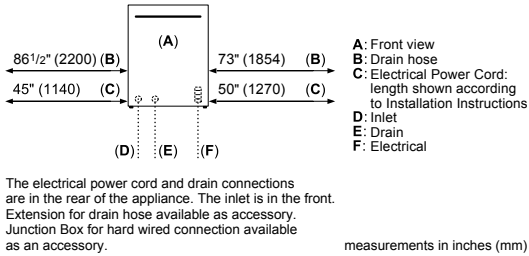 (A)
86 1/2" (2200) (B)
73" (1854) (B)
45" (1140) (C)
50" (1270) (C)
(D) (E) (F)
A: Front view
B: Drain hose
C: Electrical Power Cord:
length shown according
to Installation Instructions
D: Inlet
E: Drain
F: Electrical
The electrical power cord and drain connections
are in the rear of the appliance. The inlet is in the front.
Extension for drain hose available as accessory.
Junction Box for hard wired connection available
as an accessory.
measurements in inches (mm)